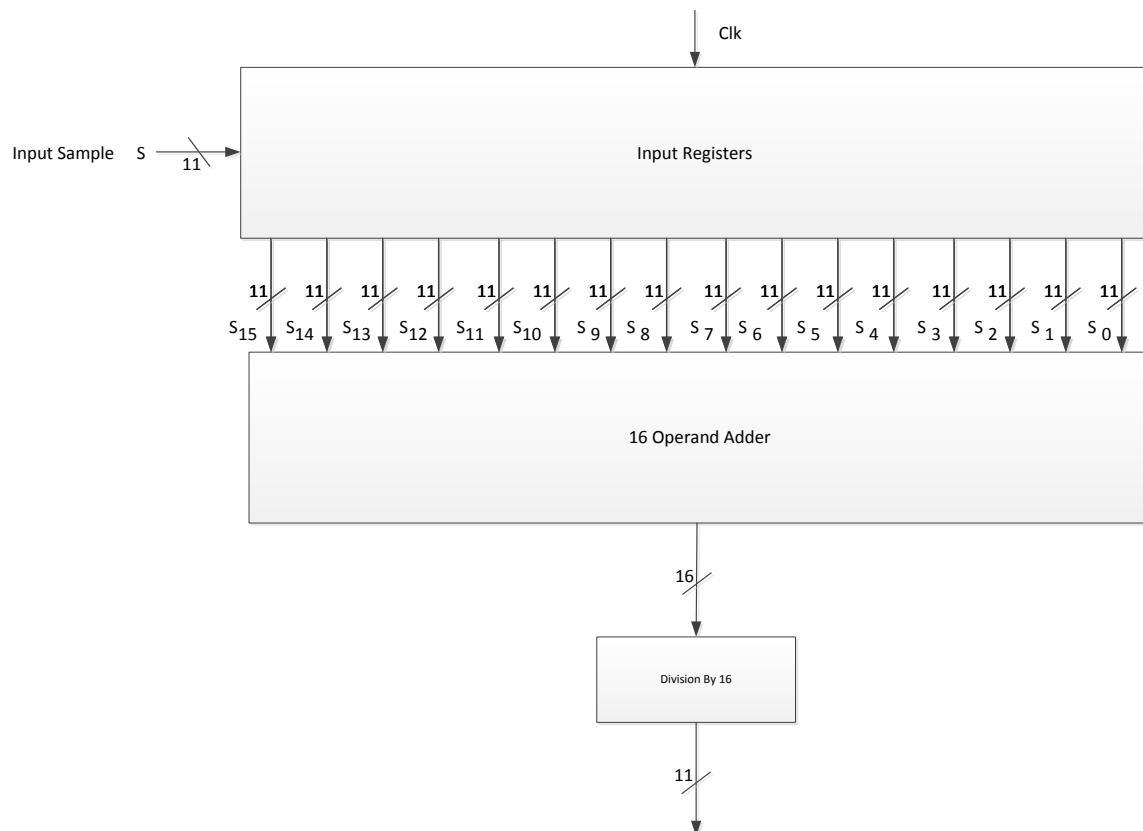 Clk
Input Sample S
11
Input Registers
11 11 11 11 11 11 11 11 11 11 11 11 11 11 11 11
S15 S14 S13 S12 S11 S10 S9 S8 S7 S6 S5 S4 S3 S2 S1 S0
16 Operand Adder
16
Division By 16
11